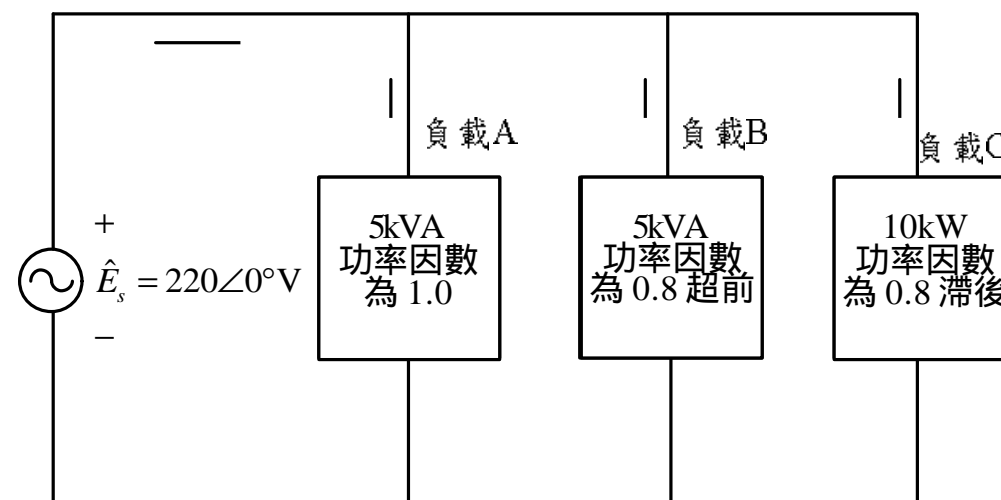 負載A
負載B
負載C
+
Ê_s = 220∠0°V
−
5kVA
功率因數
為 1.0
5kVA
功率因數
為 0.8 超前
10kW
功率因數
為 0.8 滯後